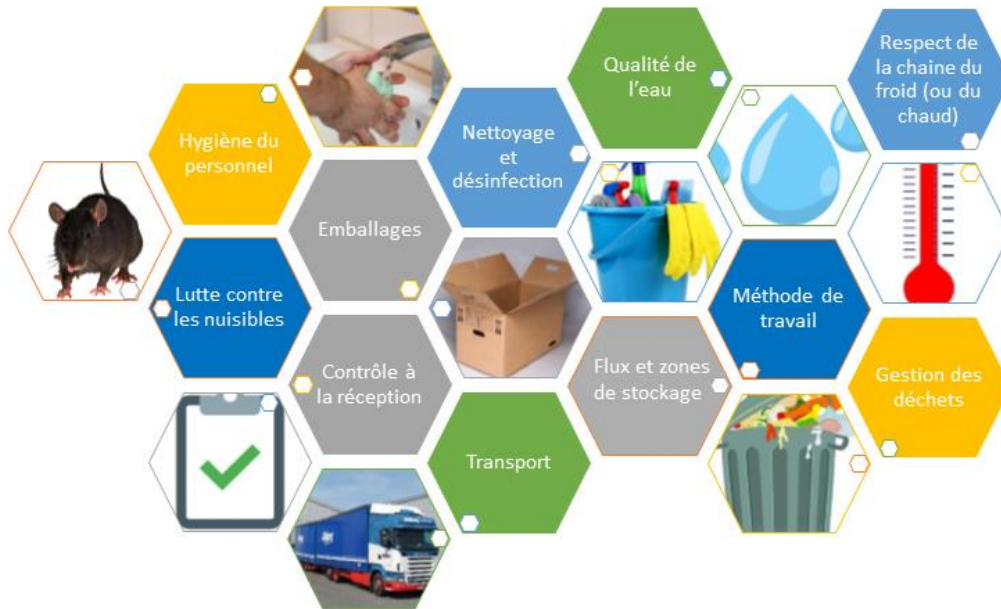 Qualité de
l'eau
Respect de
la chaine du
froid (ou du
chaud)
Hygiène du
personnel
Nettoyage
et
désinfection
Emballages
Lutte contre
les nuisibles
Méthode de
travail
Contrôle à
la réception
Flux et zones
de stockage
Gestion des
déchets
Transport